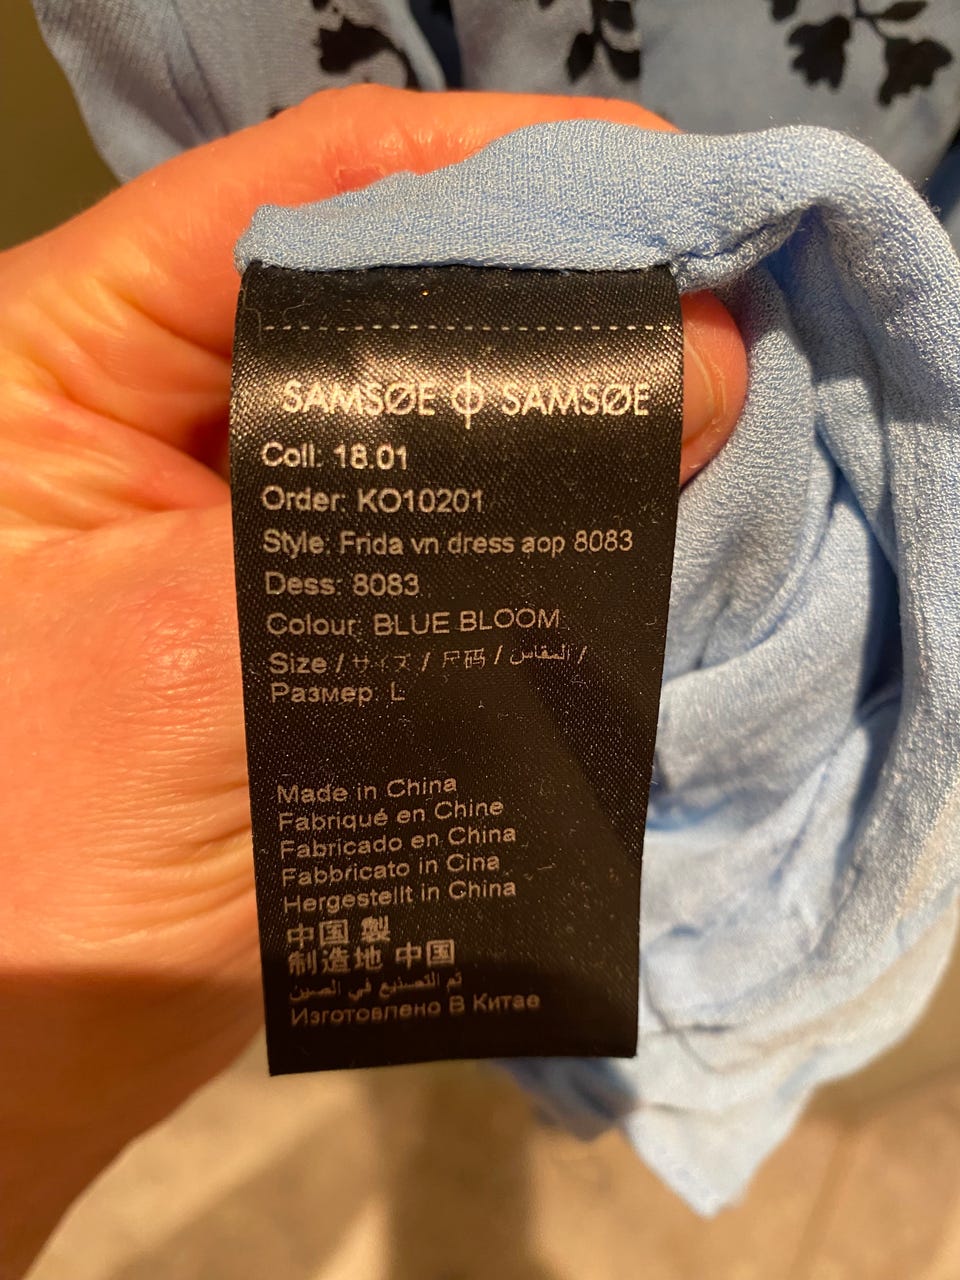 SAMSØE ϕ SAMSØE
Coll: 18.01
Order: KO10201
Style: Frida vn dress aop 8083
Dess: 8083
Colour: BLUE BLOOM
Size / サイズ / 尺码 / المقاس /
Размер: L
Made in China
Fabriqué en Chine
Fabricado en China
Fabbricato in Cina
Hergestellt in China
中国 製
制造地 中国
تم التصنيع في الصين
Изготовлено В Китае